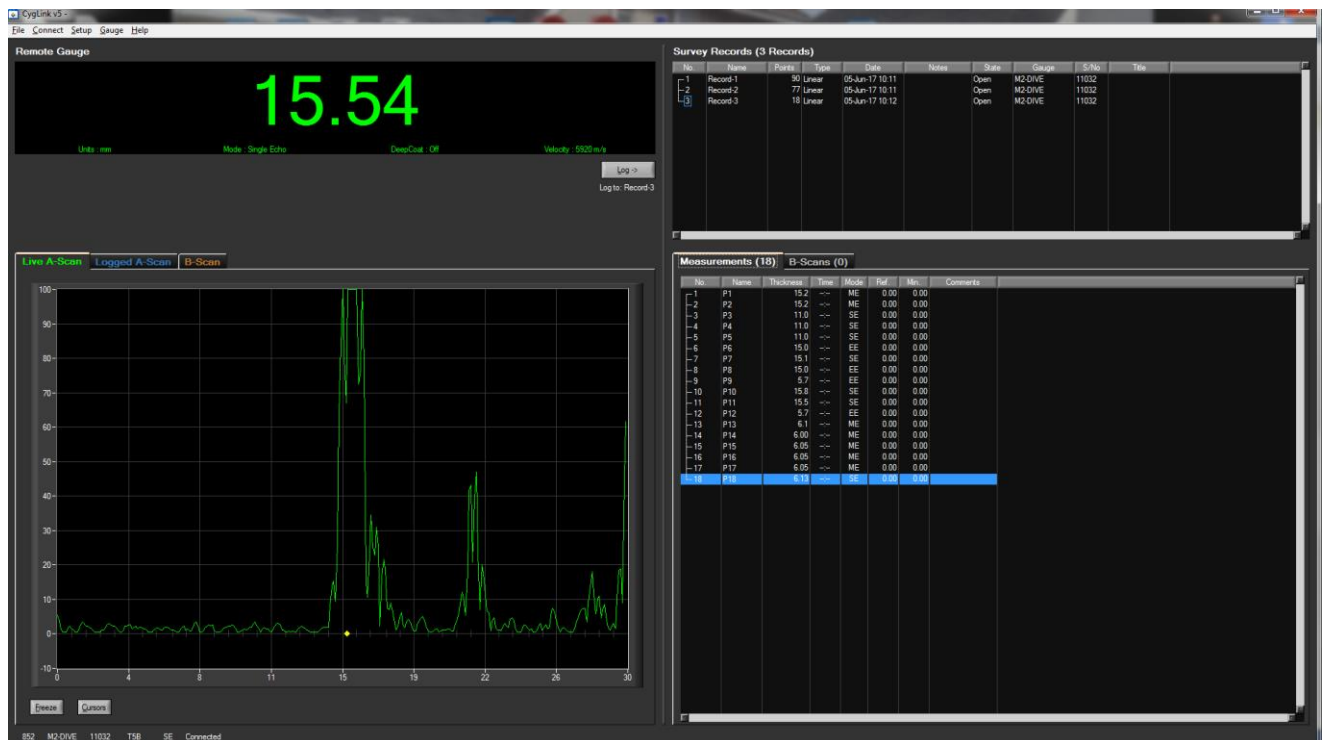 CygLink v5 -
File Connect Setup Gauge Help
Remote Gauge
15.54
Units : mm Mode : Single Echo DeepCoat : Off Velocity : 5920 m/s
Log ->
Log to: Record-3
Survey Records (3 Records)
No. Name Points Type Date Notes State Gauge S/No Title
1 Record-1 90 Linear 05-Jun-17 10:11 Open M2-DIVE 11032
2 Record-2 77 Linear 05-Jun-17 10:11 Open M2-DIVE 11032
3 Record-3 18 Linear 05-Jun-17 10:12 Open M2-DIVE 11032
Live A-Scan Logged A-Scan B-Scan
100
90
80
70
60
50
40
30
20
10
0
-10
0 4 8 11 15 19 22 26 30
Freeze Cursors
Measurements (18) B-Scans (0)
No. Name Thickness Time Mode Ref. Min. Comments
1 P1 15.2 --:-- ME 0.00 0.00
2 P2 15.2 --:-- ME 0.00 0.00
3 P3 11.0 --:-- SE 0.00 0.00
4 P4 11.0 --:-- SE 0.00 0.00
5 P5 11.0 --:-- SE 0.00 0.00
6 P6 15.0 --:-- EE 0.00 0.00
7 P7 15.1 --:-- SE 0.00 0.00
8 P8 15.0 --:-- EE 0.00 0.00
9 P9 5.7 --:-- EE 0.00 0.00
10 P10 15.8 --:-- SE 0.00 0.00
11 P11 15.5 --:-- SE 0.00 0.00
12 P12 5.7 --:-- EE 0.00 0.00
13 P13 6.1 --:-- ME 0.00 0.00
14 P14 6.00 --:-- ME 0.00 0.00
15 P15 6.05 --:-- ME 0.00 0.00
16 P16 6.05 --:-- ME 0.00 0.00
17 P17 6.05 --:-- ME 0.00 0.00
18 P18 6.13 --:-- SE 0.00 0.00
852 M2-DIVE 11032 T5B SE Connected